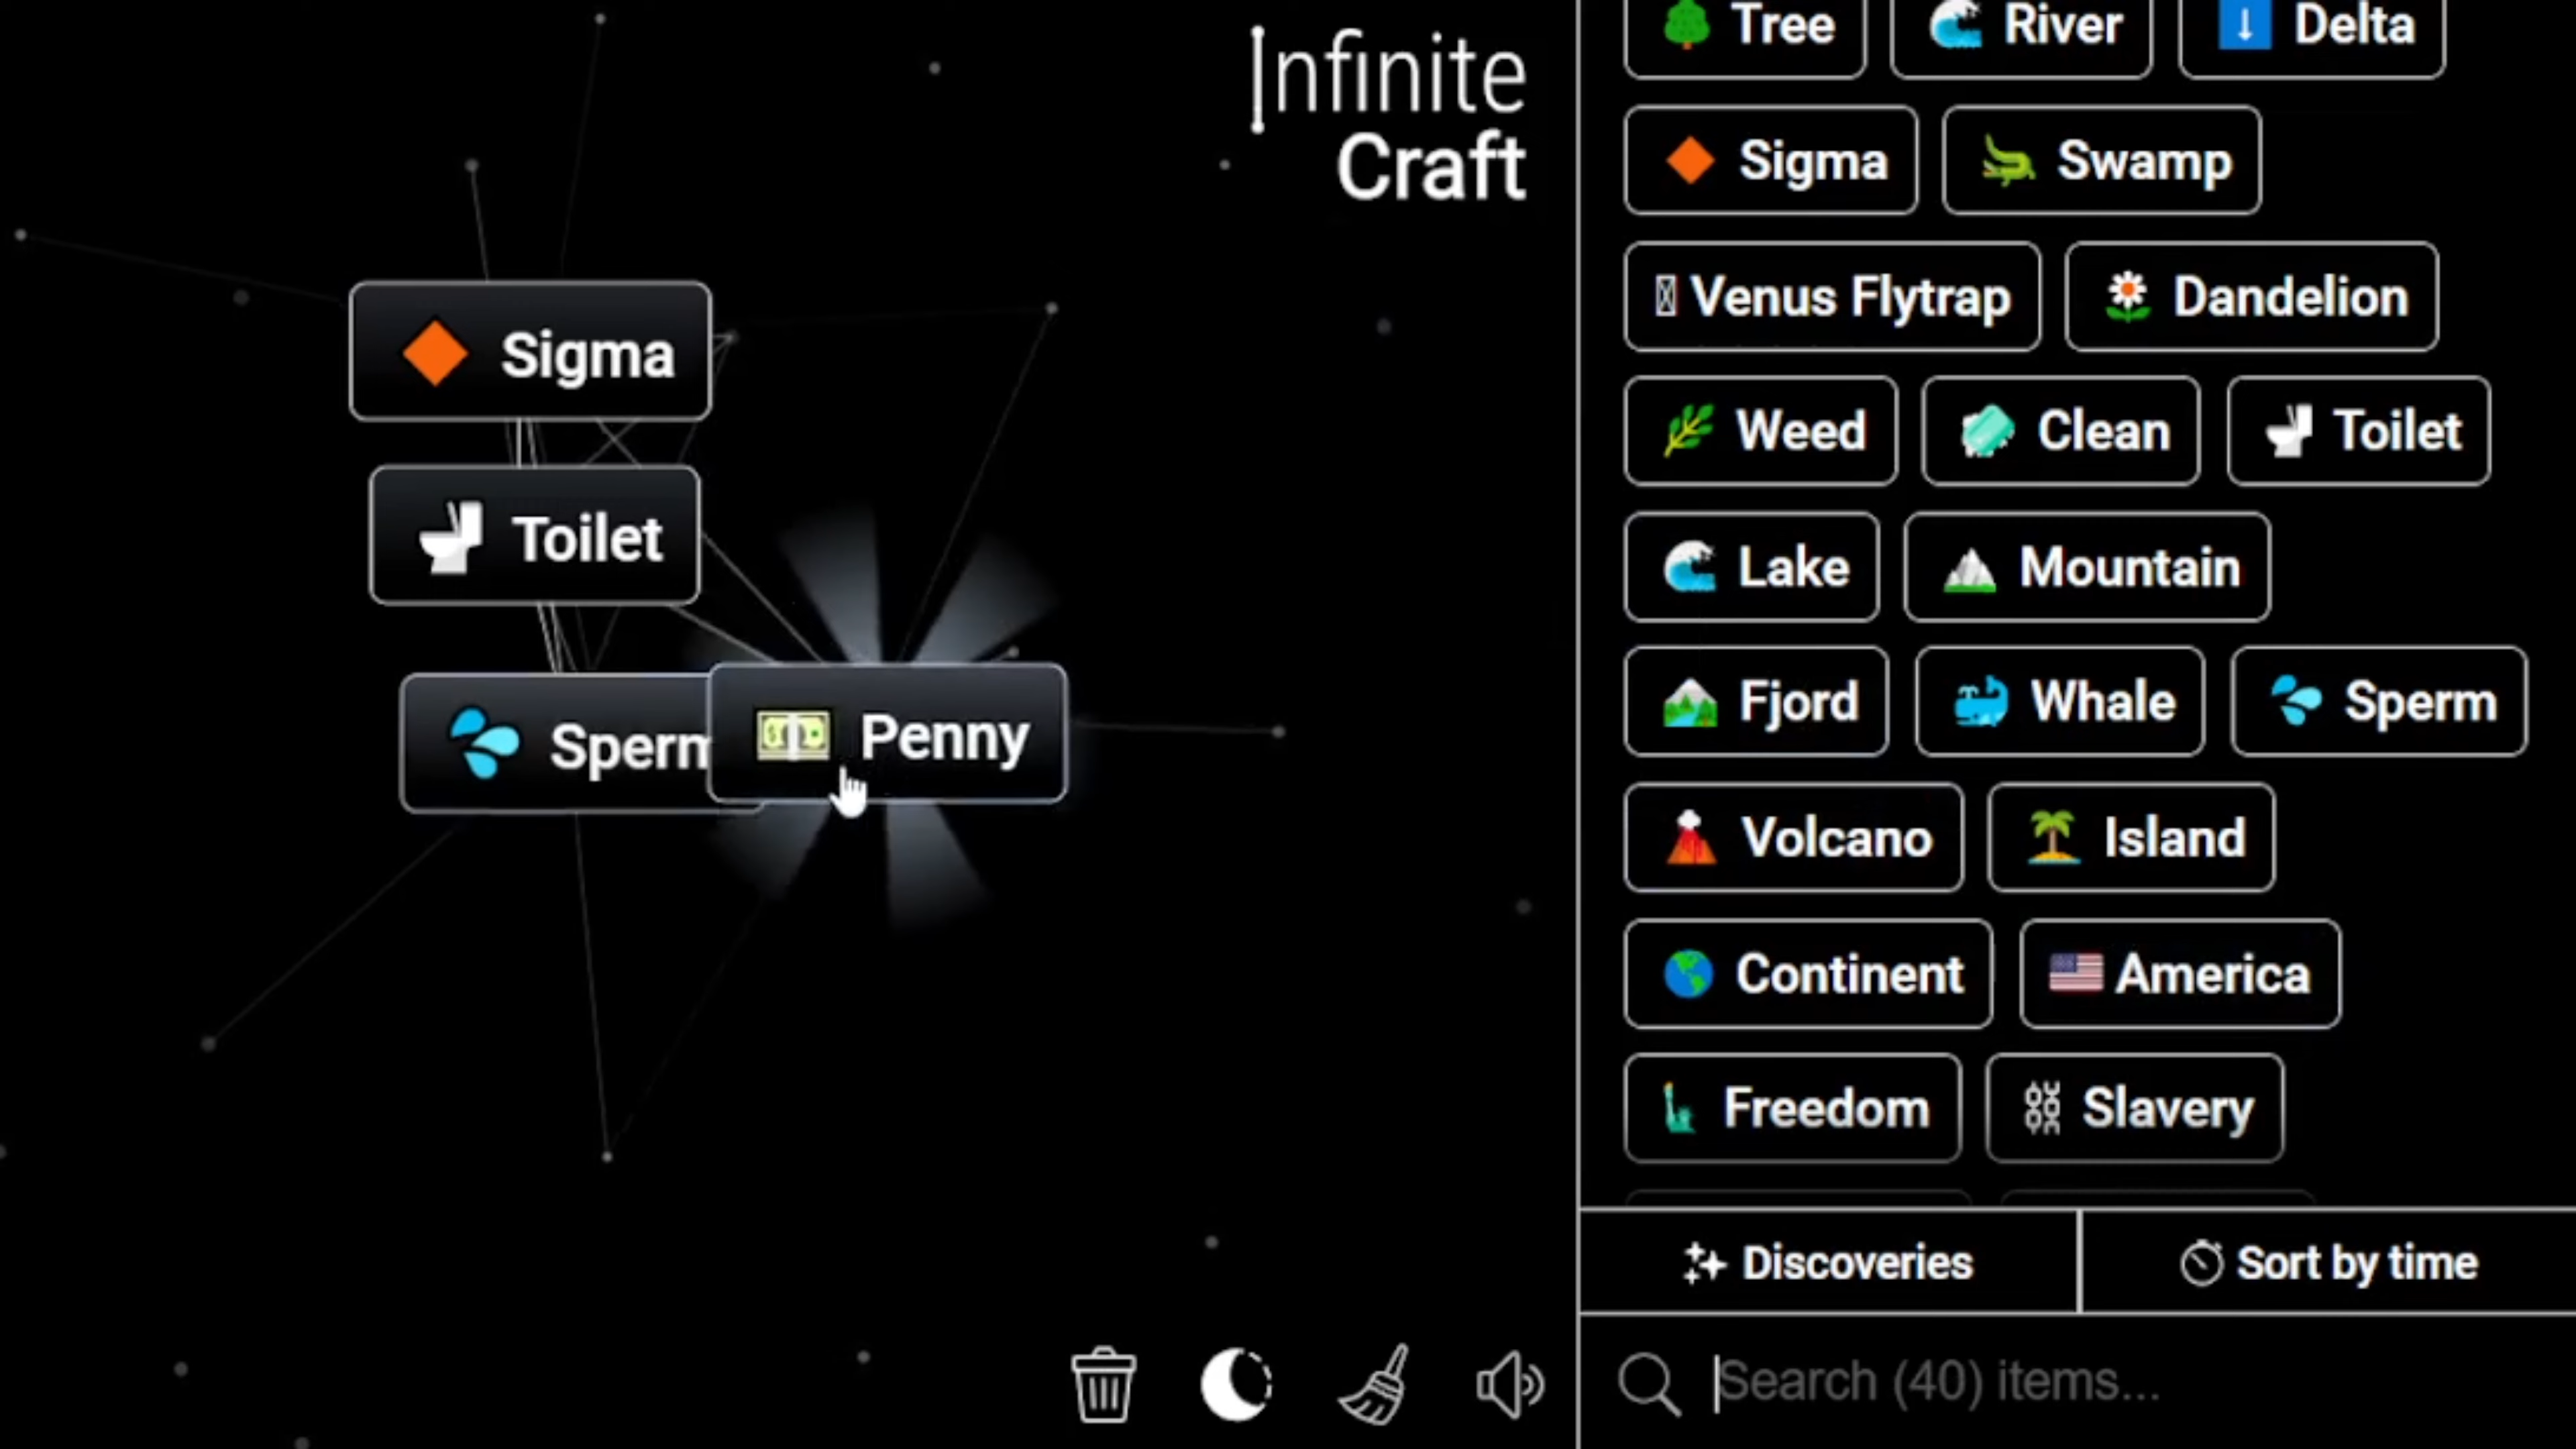 Infinite
Craft
Sigma
Toilet
Sperm
Penny
Tree River Delta
Sigma Swamp
Venus Flytrap Dandelion
Weed Clean Toilet
Lake Mountain
Fjord Whale Sperm
Volcano Island
Continent America
Freedom Slavery
Discoveries Sort by time
Search (40) items...